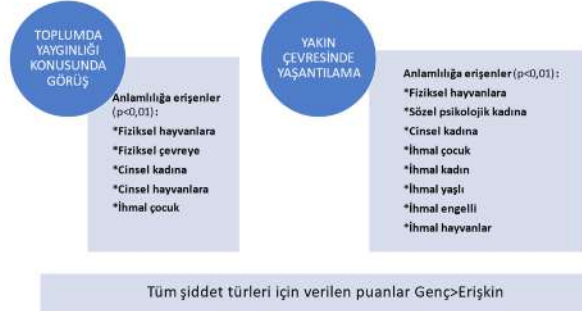 TOPLUMDA
YAYGINLIĞI
KONUSUNDA
GÖRÜŞ
Anlamlılığa erişenler
(p<0,01) :
*Fiziksel hayvanlara
*Fiziksel çevreye
*Cinsel kadına
*Cinsel hayvanlara
*İhmal çocuk
YAKIN
ÇEVRESİNDE
YAŞANTILAMA
Anlamlılığa erişenler (p<0,01) :
*Fiziksel hayvanlara
*Sözel psikolojik kadına
*Cinsel kadına
*İhmal çocuk
*İhmal kadın
*İhmal yaşlı
*İhmal engelli
*İhmal hayvanlar
Tüm şiddet türleri için verilen puanlar Genç>Erişkin